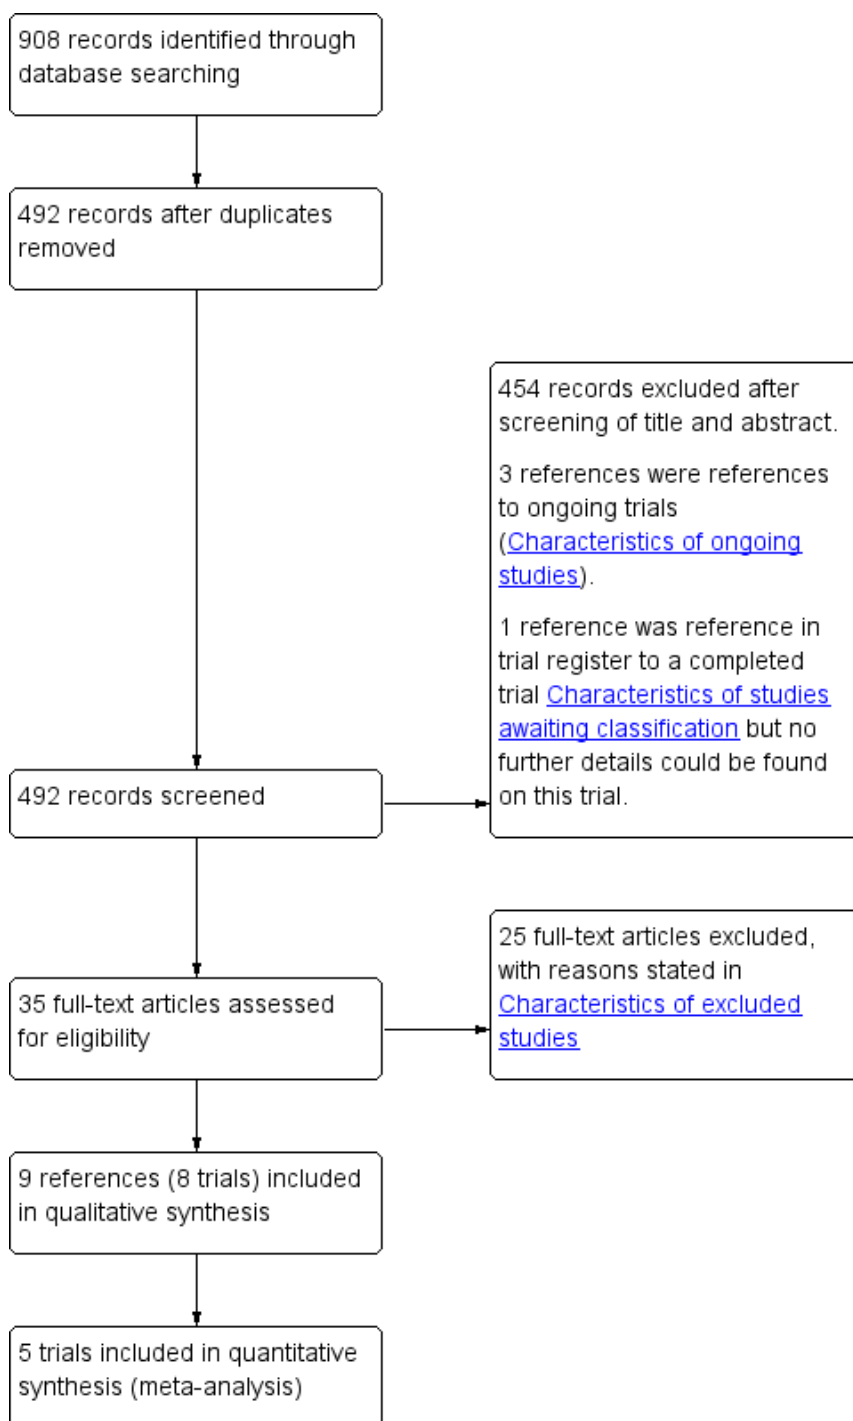 908 records identified through
database searching
492 records after duplicates
removed
454 records excluded after
screening of title and abstract.
3 references were references
to ongoing trials
(Characteristics of ongoing
studies).
1 reference was reference in
trial register to a completed
trial Characteristics of studies
awaiting classification but no
further details could be found
on this trial.
492 records screened
25 full-text articles excluded,
with reasons stated in
Characteristics of excluded
studies
35 full-text articles assessed
for eligibility
9 references (8 trials) included
in qualitative synthesis
5 trials included in quantitative
synthesis (meta-analysis)